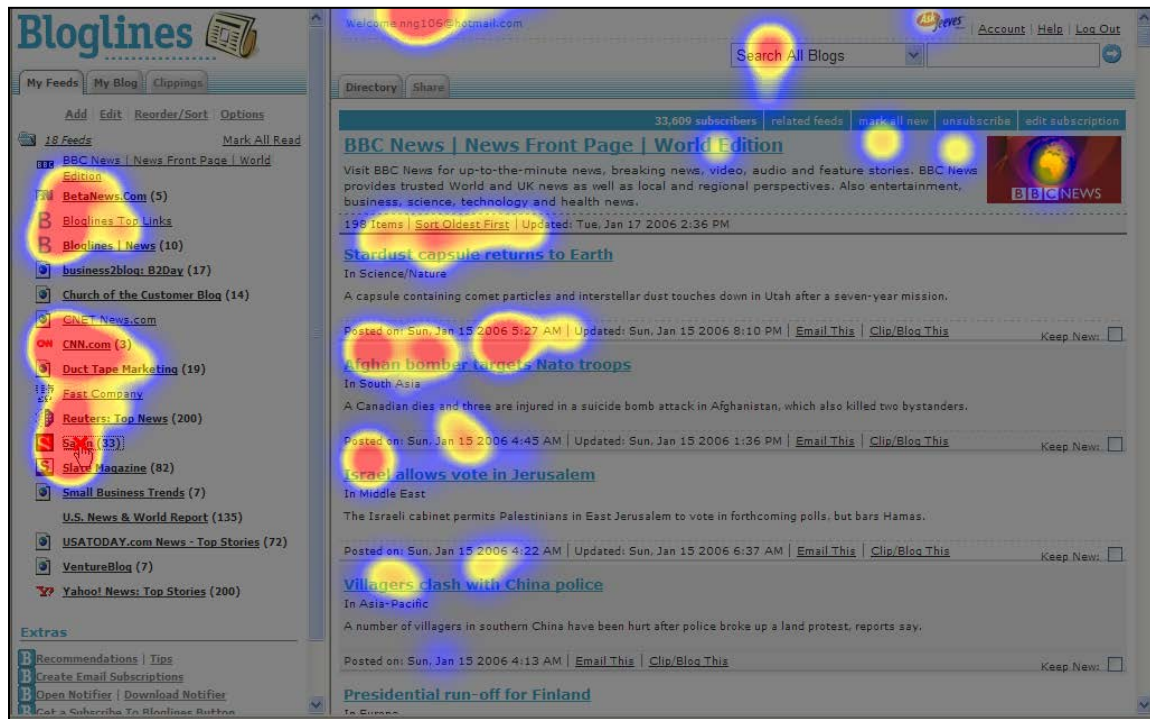 Bloglines
My Feeds | My Blog | Clippings
Add | Edit | Reorder/Sort | Options
18 Feeds Mark All Read
BBC News | News Front Page | World
Edition
BetaNews.Com (5)
Bloglines Top Links
Bloglines | News (10)
business2blog: B2Day (17)
Church of the Customer Blog (14)
CNET News.com
CNN.com (3)
Duct Tape Marketing (19)
Fast Company
Reuters: Top News (200)
Salon (33)
Slate Magazine (82)
Small Business Trends (7)
U.S. News & World Report (135)
USATODAY.com News - Top Stories (72)
VentureBlog (7)
Yahoo! News: Top Stories (200)
Extras
Recommendations | Tips
Create Email Subscriptions
Open Notifier | Download Notifier
Get a Subscribe To Bloglines Button
Welcome nng106@hotmail.com
Ask Jeeves | Account | Help | Log Out
Search All Blogs
Directory Share
33,609 subscribers | related feeds | mark all new | unsubscribe | edit subscription
BBC News | News Front Page | World Edition
Visit BBC News for up-to-the-minute news, breaking news, video, audio and feature stories. BBC News
provides trusted World and UK news as well as local and regional perspectives. Also entertainment,
business, science, technology and health news.
BBC NEWS
198 Items | Sort Oldest First | Updated: Tue, Jan 17 2006 2:36 PM
Stardust capsule returns to Earth
In Science/Nature
A capsule containing comet particles and interstellar dust touches down in Utah after a seven-year mission.
Posted on: Sun, Jan 15 2006 5:27 AM | Updated: Sun, Jan 15 2006 8:10 PM | Email This | Clip/Blog This Keep New:
Afghan bomber targets Nato troops
In South Asia
A Canadian dies and three are injured in a suicide bomb attack in Afghanistan, which also killed two bystanders.
Posted on: Sun, Jan 15 2006 4:45 AM | Updated: Sun, Jan 15 2006 1:36 PM | Email This | Clip/Blog This Keep New:
Israel allows vote in Jerusalem
In Middle East
The Israeli cabinet permits Palestinians in East Jerusalem to vote in forthcoming polls, but bars Hamas.
Posted on: Sun, Jan 15 2006 4:22 AM | Updated: Sun, Jan 15 2006 6:37 AM | Email This | Clip/Blog This Keep New:
Villagers clash with China police
In Asia-Pacific
A number of villagers in southern China have been hurt after police broke up a land protest, reports say.
Posted on: Sun, Jan 15 2006 4:13 AM | Email This | Clip/Blog This Keep New:
Presidential run-off for Finland
In Europe